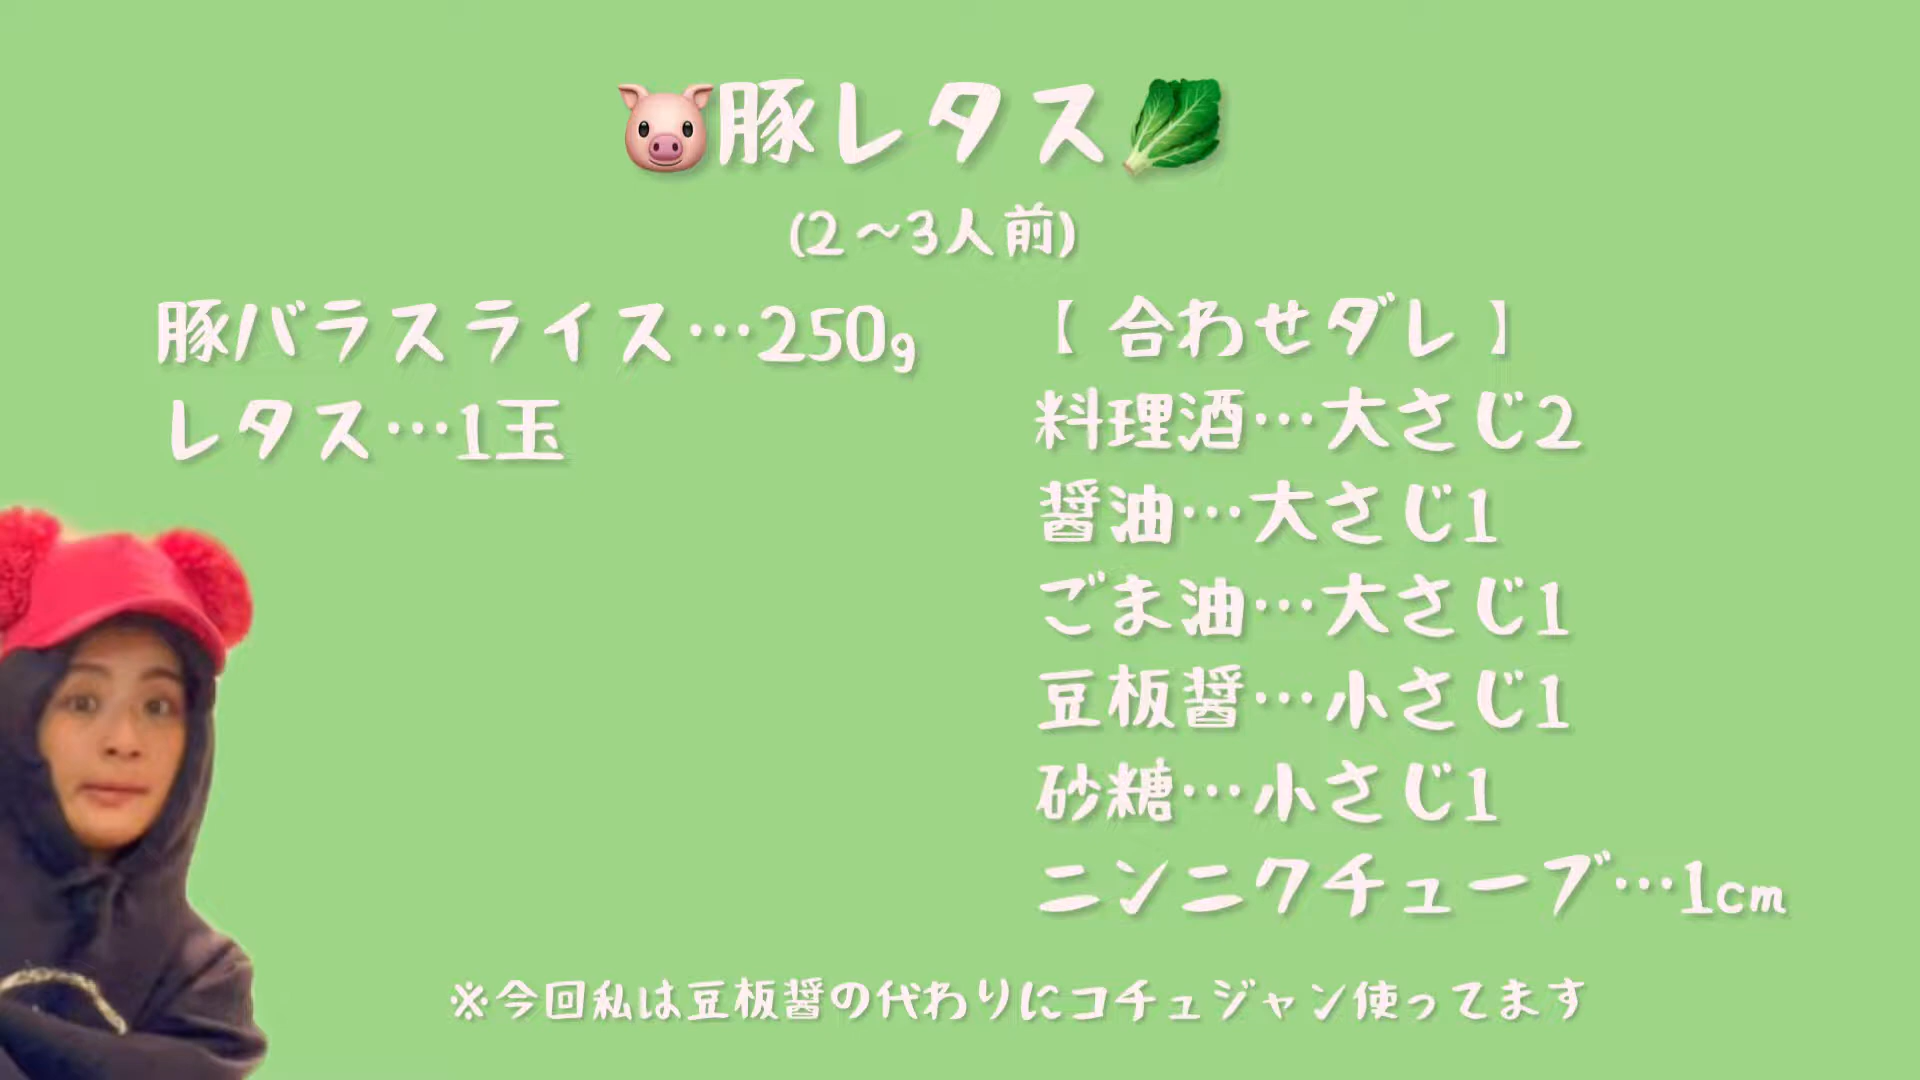 🐷豚レタス🥬
(2〜3人前)
豚バラスライス…250g
レタス…1玉
【 合わせダレ 】
料理酒…大さじ2
醤油…大さじ1
ごま油…大さじ1
豆板醤…小さじ1
砂糖…小さじ1
ニンニクチューブ…1cm
※今回私は豆板醤の代わりにコチュジャン使ってます